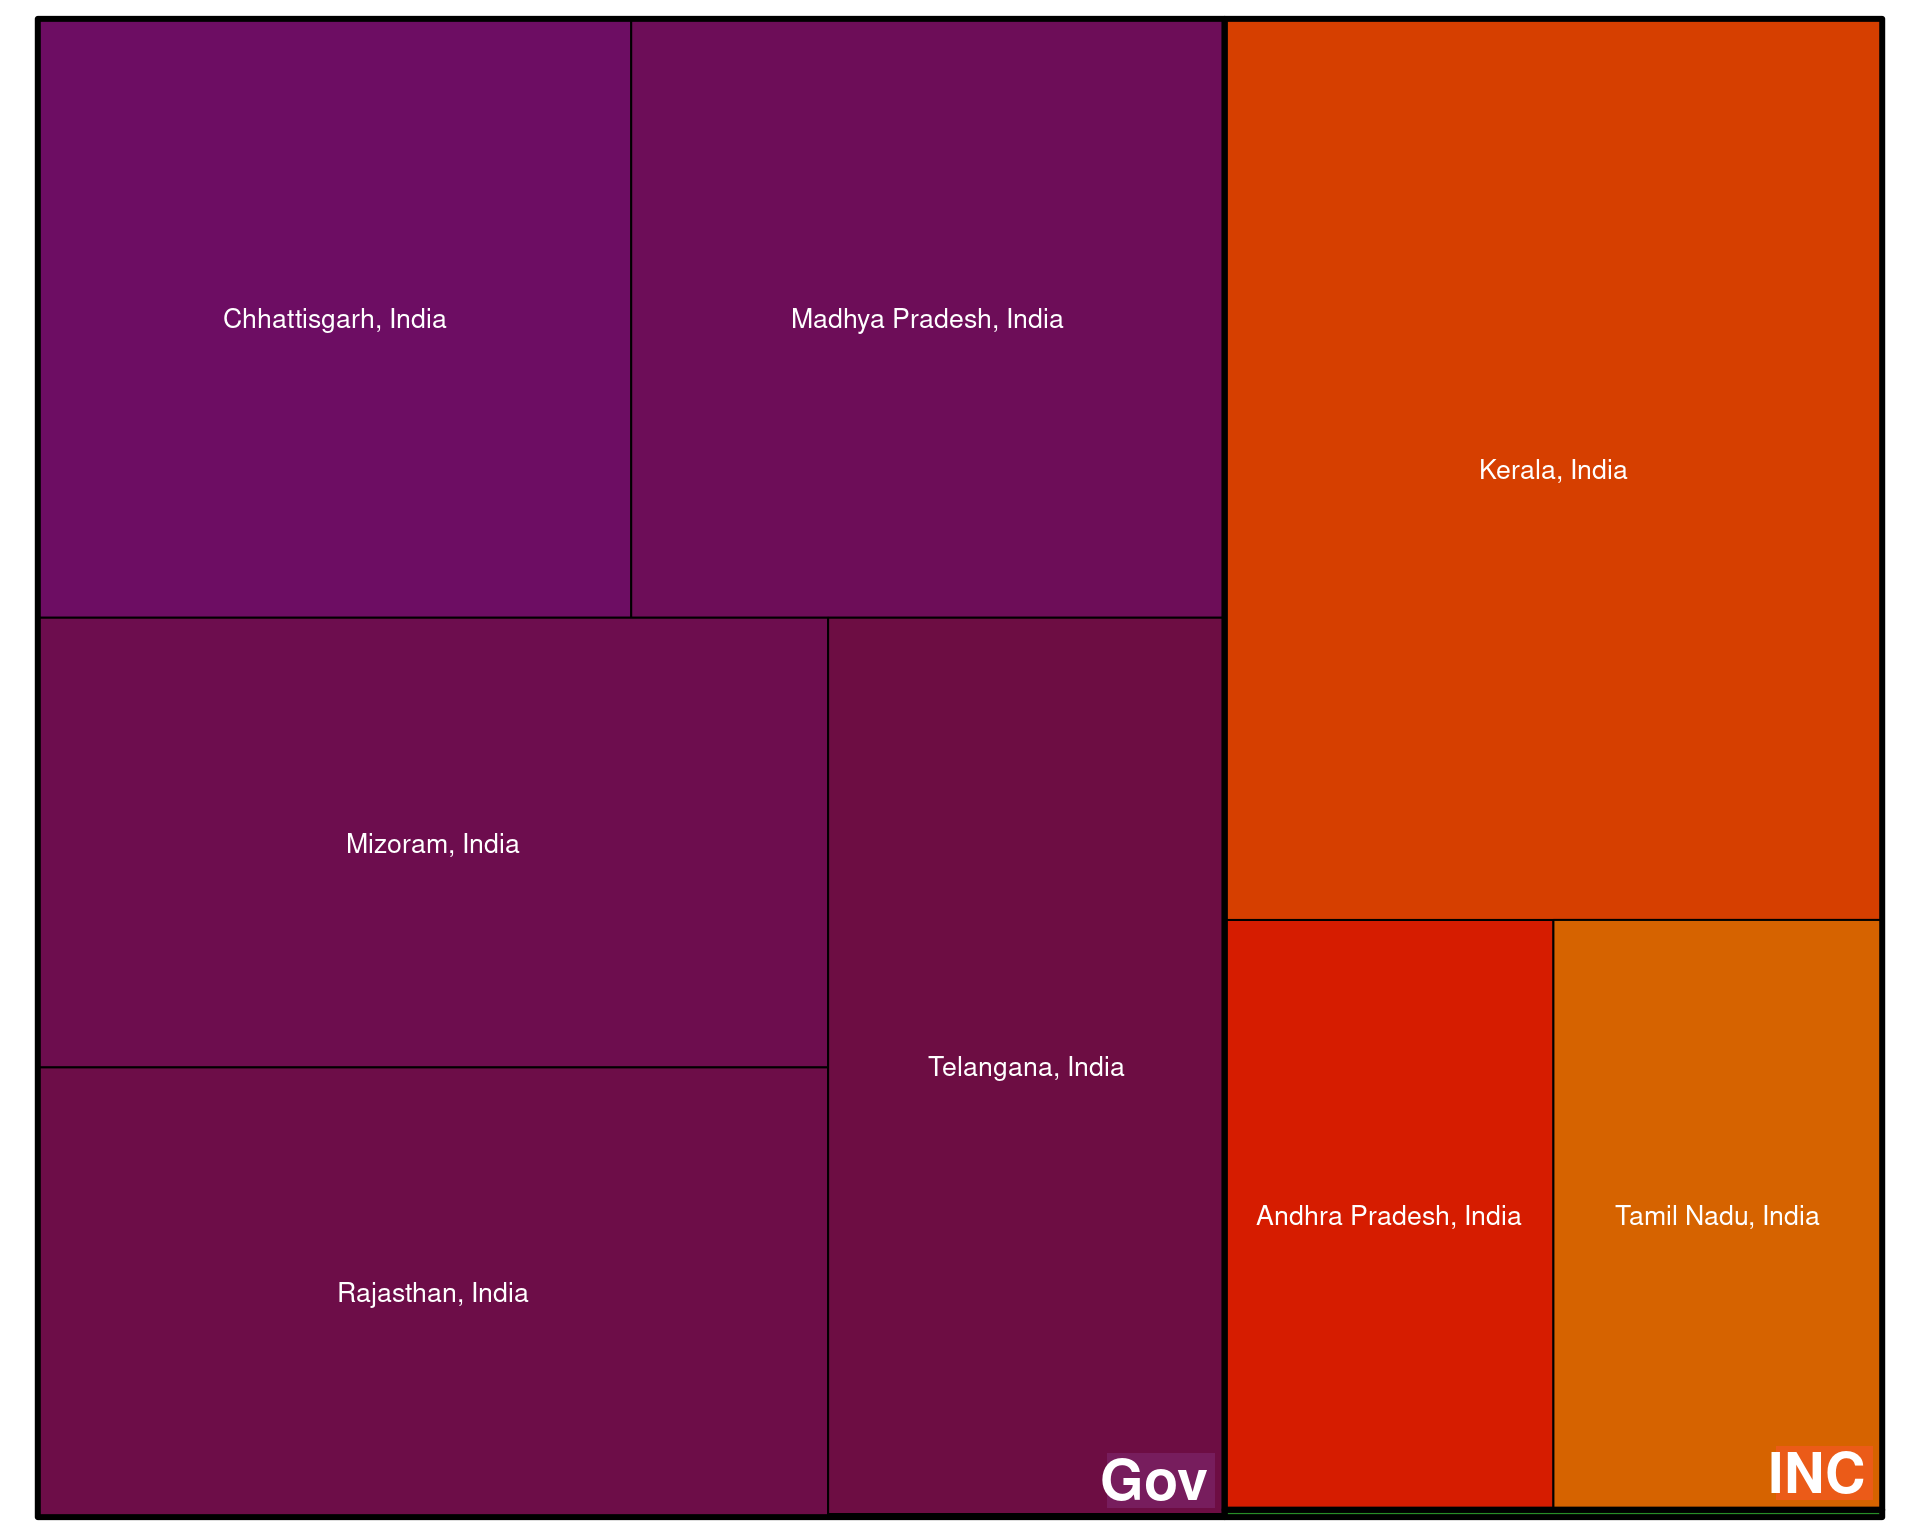 Chhattisgarh, India
Madhya Pradesh, India
Kerala, India
Mizoram, India
Telangana, India
Andhra Pradesh, India
Tamil Nadu, India
Rajasthan, India
Gov
INC